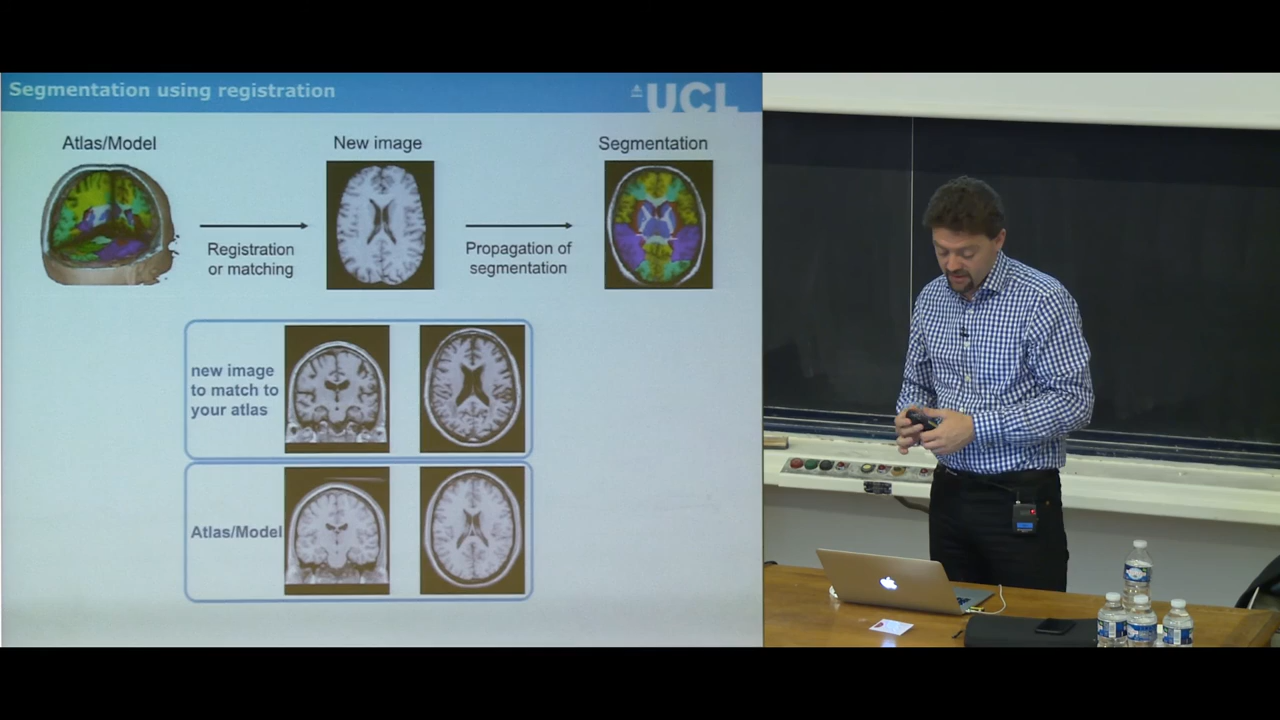 Segmentation using registration
UCL
Atlas/Model
New image
Segmentation
Registration
or matching
Propagation of
segmentation
new image
to match to
your atlas
Atlas/Model